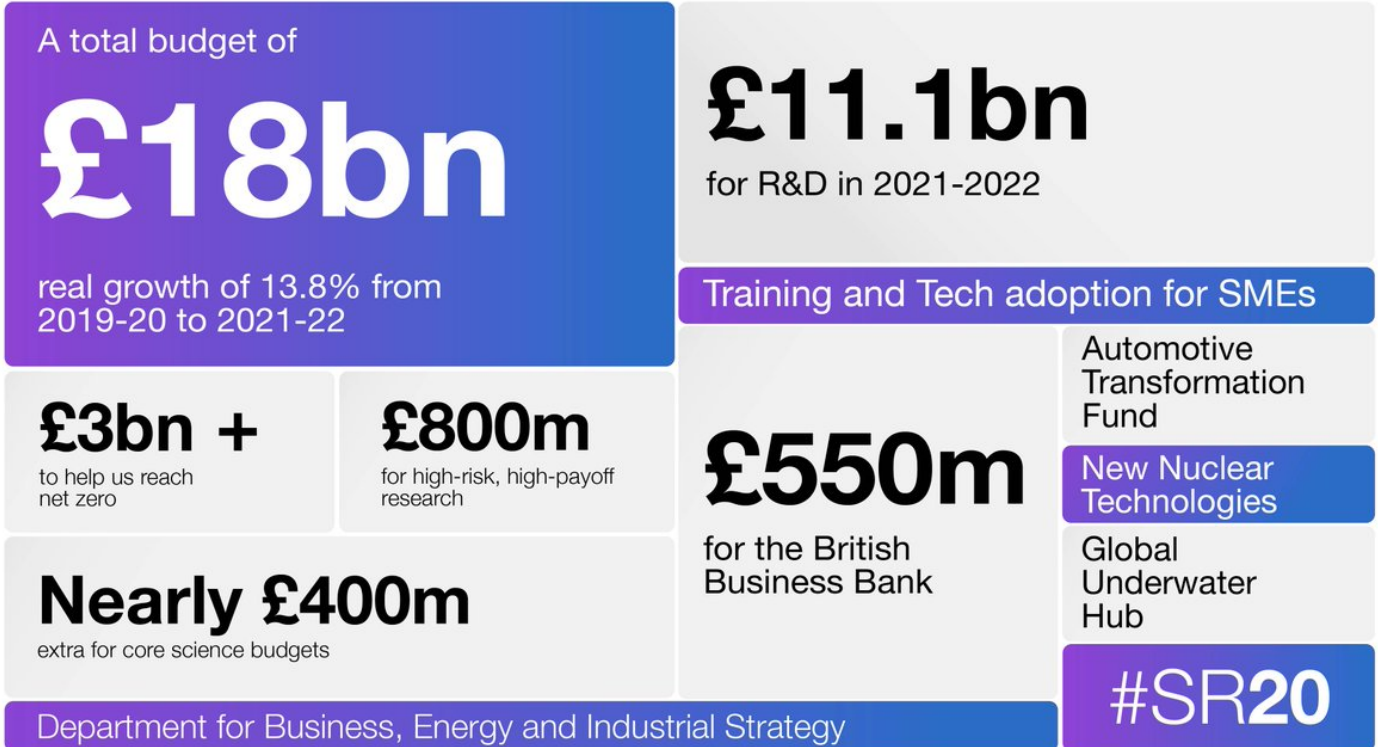 A total budget of
£18bn
real growth of 13.8% from
2019-20 to 2021-22
£11.1bn
for R&D in 2021-2022
Training and Tech adoption for SMEs
£3bn +
to help us reach
net zero
£800m
for high-risk, high-payoff
research
Nearly £400m
extra for core science budgets
£550m
for the British
Business Bank
Automotive
Transformation
Fund
New Nuclear
Technologies
Global
Underwater
Hub
Department for Business, Energy and Industrial Strategy
#SR20